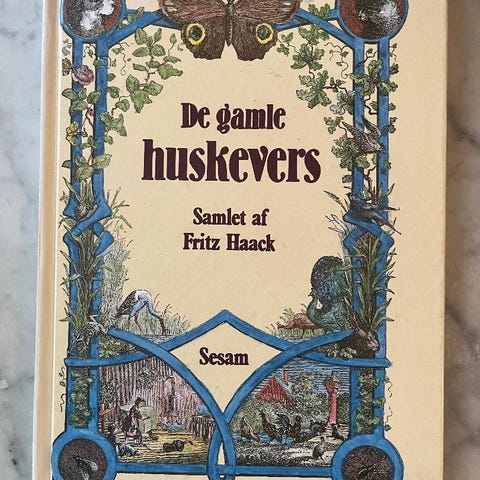 De gamle
huskevers
Samlet af
Fritz Haack
Sesam